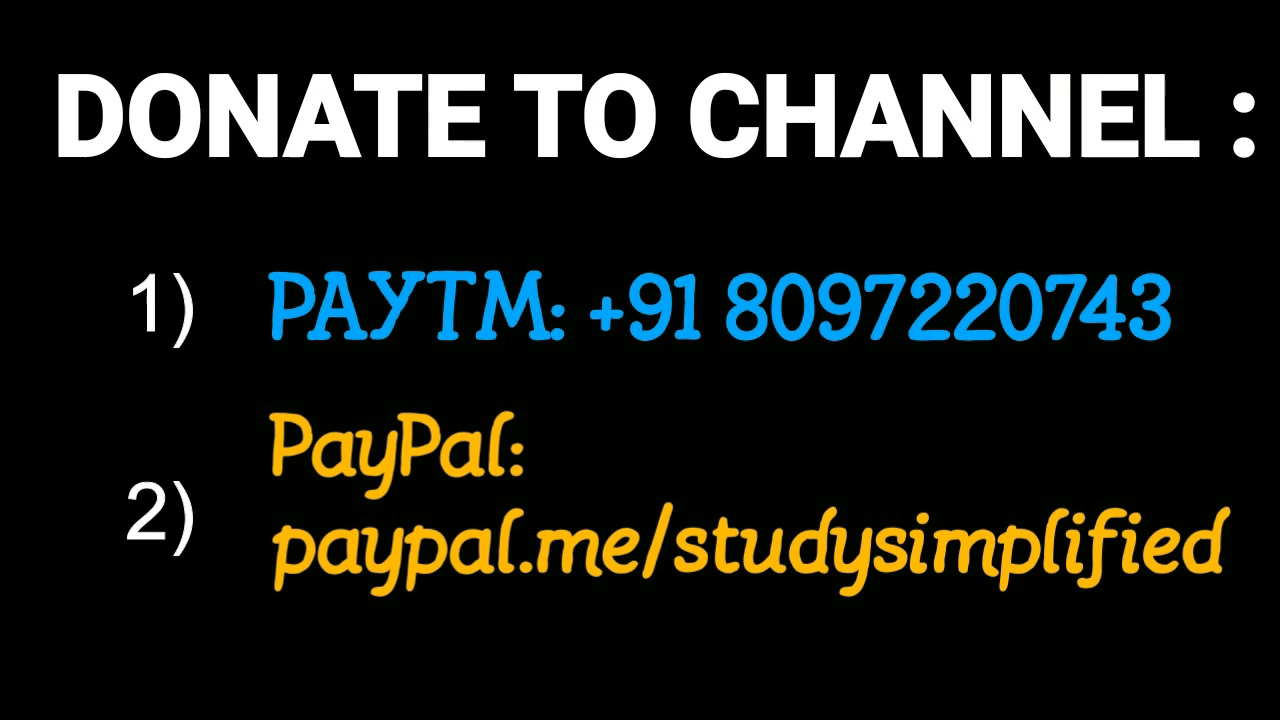 DONATE TO CHANNEL :
1) PAYTM: +91 8097220743
2) PayPal:
paypal.me/studysimplified